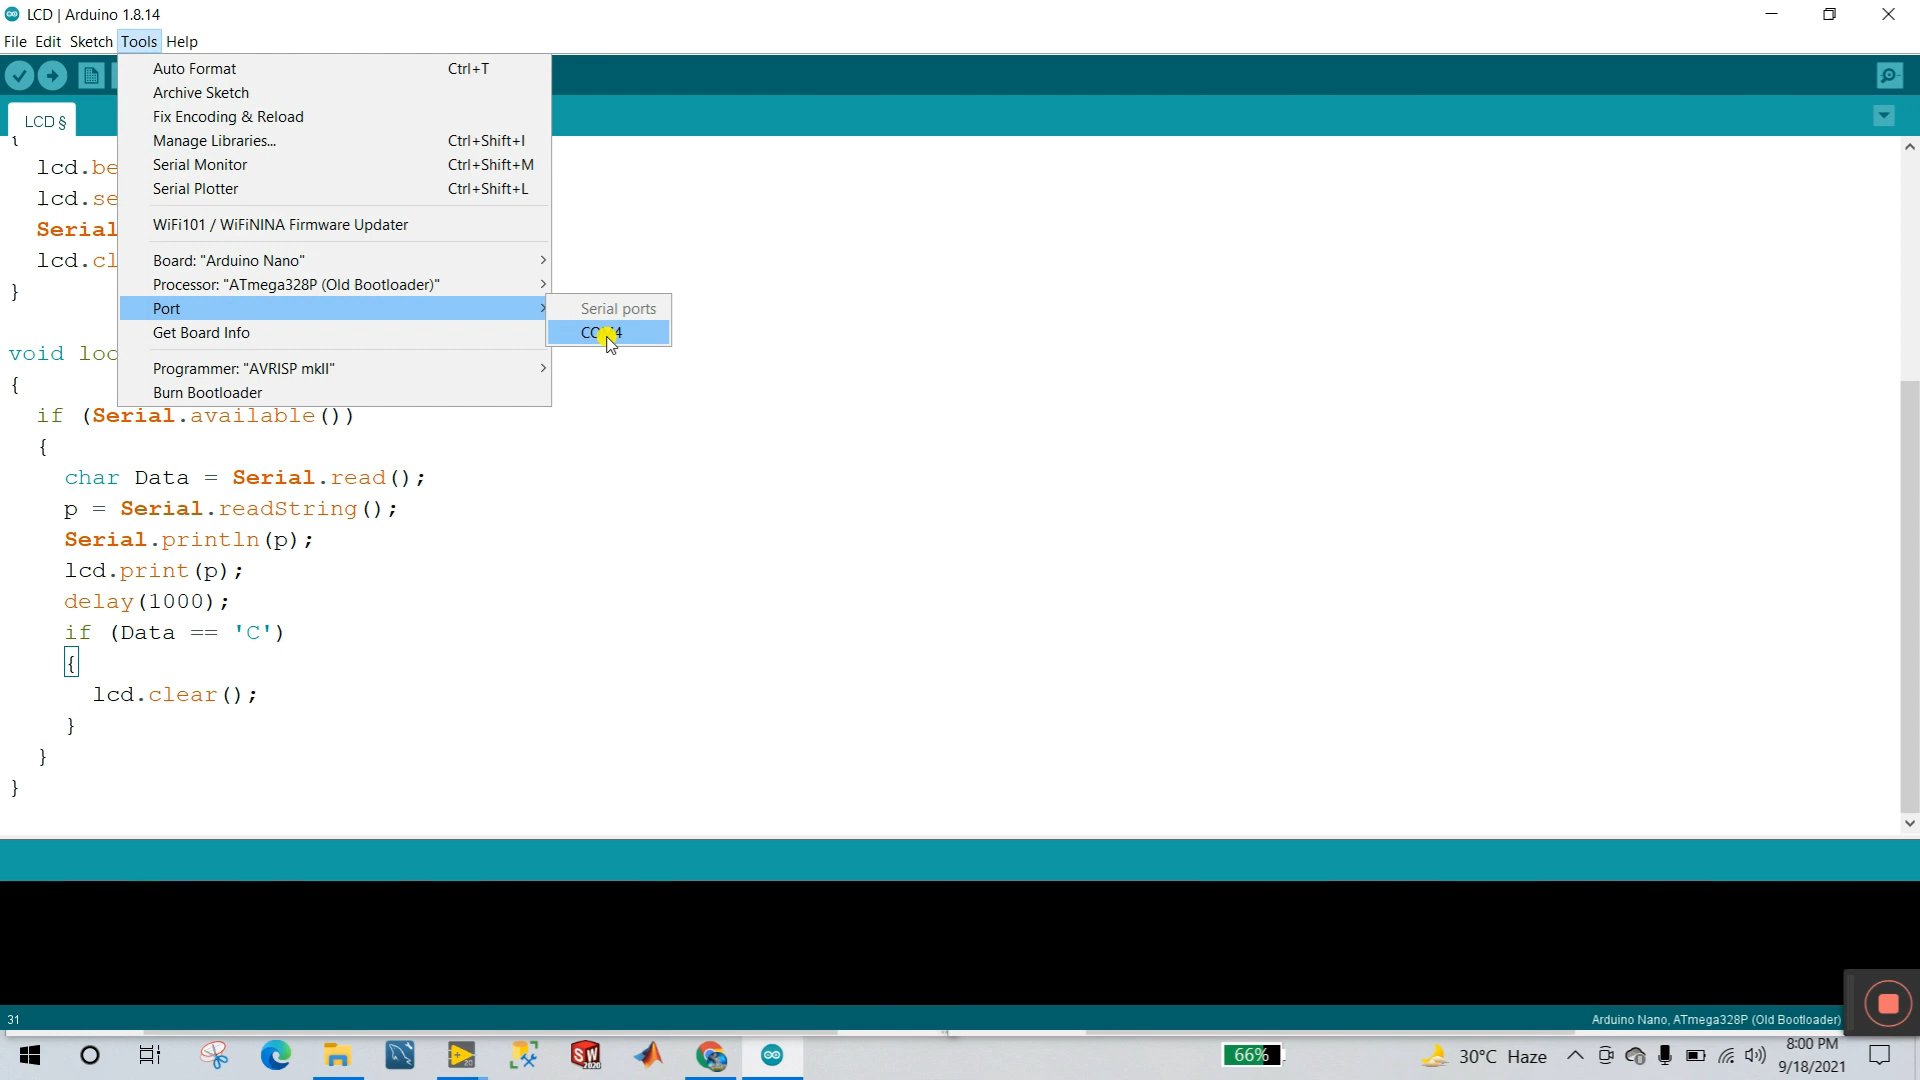 LCD | Arduino 1.8.14
File Edit Sketch Tools Help
Auto Format Ctrl+T
Archive Sketch
Fix Encoding & Reload
Manage Libraries... Ctrl+Shift+I
Serial Monitor Ctrl+Shift+M
Serial Plotter Ctrl+Shift+L
WiFi101 / WiFiNINA Firmware Updater
Board: "Arduino Nano"
Processor: "ATmega328P (Old Bootloader)"
Port
Serial ports
Get Board Info
Programmer: "AVRISP mkII"
Burn Bootloader
LCD §
{
lcd.be
lcd.se
Serial
lcd.cl
}
void loo
{
if (Serial.available())
{
char Data = Serial.read();
p = Serial.readString();
Serial.println(p);
lcd.print(p);
delay(1000);
if (Data == 'C')
{
lcd.clear();
}
}
}
31
Arduino Nano, ATmega328P (Old Bootloader)
SW
2020
20
66%
30°C Haze
8:00 PM
9/18/2021